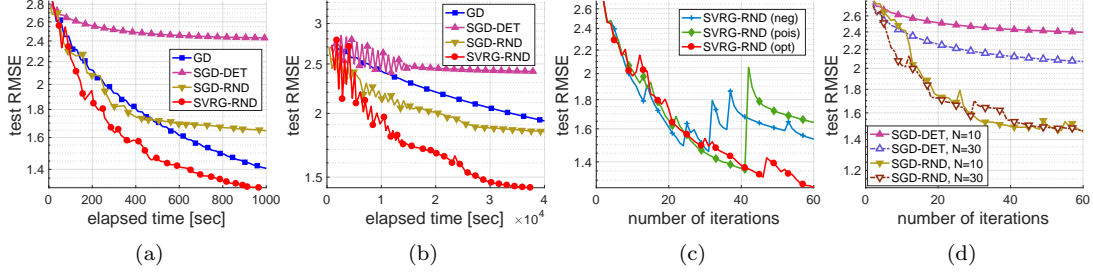 test RMSE
2.8
2.6
2.4
2.2
2
1.8
1.6
1.4
GD
SGD-DET
SGD-RND
SVRG-RND
0 200 400 600 800 1000
elapsed time [sec]
(a)
test RMSE
3
2.5
2
1.5
GD
SGD-DET
SGD-RND
SVRG-RND
0 1 2 3 4
elapsed time [sec] ×10⁴
(b)
test RMSE
2.4
2.2
2
1.8
1.6
1.4
SVRG-RND (neg)
SVRG-RND (pois)
SVRG-RND (opt)
0 20 40 60
number of iterations
(c)
test RMSE
2.6
2.4
2.2
2
1.8
1.6
1.4
1.2
SGD-DET, N=10
SGD-DET, N=30
SGD-RND, N=10
SGD-RND, N=30
0 20 40 60
number of iterations
(d)